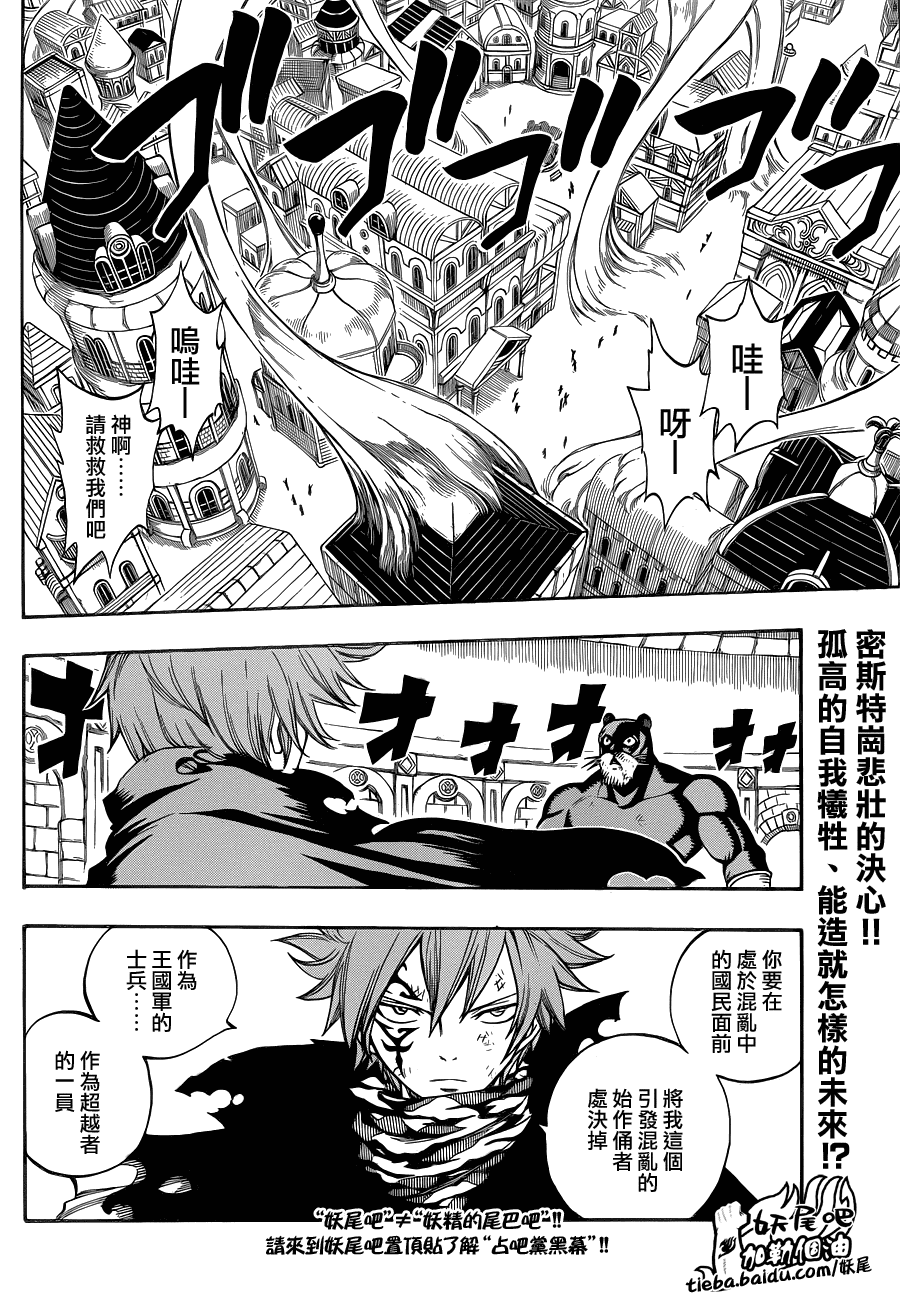 ゴゴゴゴ
哇ー
呀ー
嗚哇ー
神啊……
請救救我們吧
密斯特崗悲壯的決心!!
孤高的自我犧牲、能造就怎樣的未來!?
オオオオオ
你要在
處於混亂中
的國民面前
將我這個
引發混亂的
始作俑者
處決掉
作為
王國軍的
士兵……
作為超越者
的一員
“妖尾吧”≠“妖精的尾巴吧”!!
請來到妖尾吧置頂貼了解“占吧黨黑幕”!!
妖尾吧
加勒個油
tieba.baidu.com/妖尾